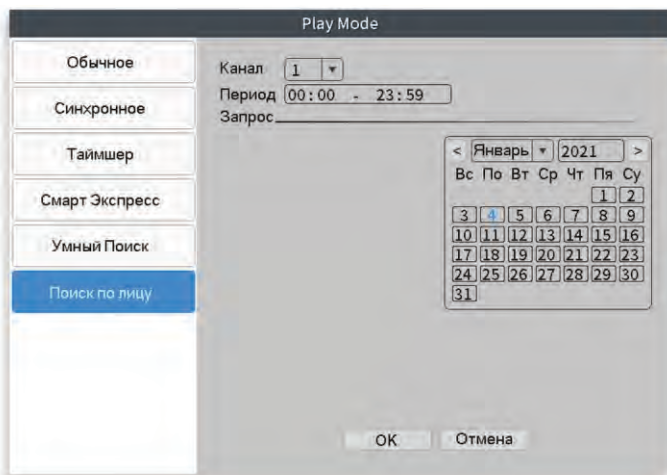 Play Mode
Обычное
Синхронное
Таймшер
Смарт Экспресс
Умный Поиск
Поиск по лицу
Канал 1
Период 00:00 - 23:59
Запрос
< Январь 2021 >
Вс По Вт Ср Чт Пя Су
1 2
3 4 5 6 7 8 9
10 11 12 13 14 15 16
17 18 19 20 21 22 23
24 25 26 27 28 29 30
31
OK Отмена